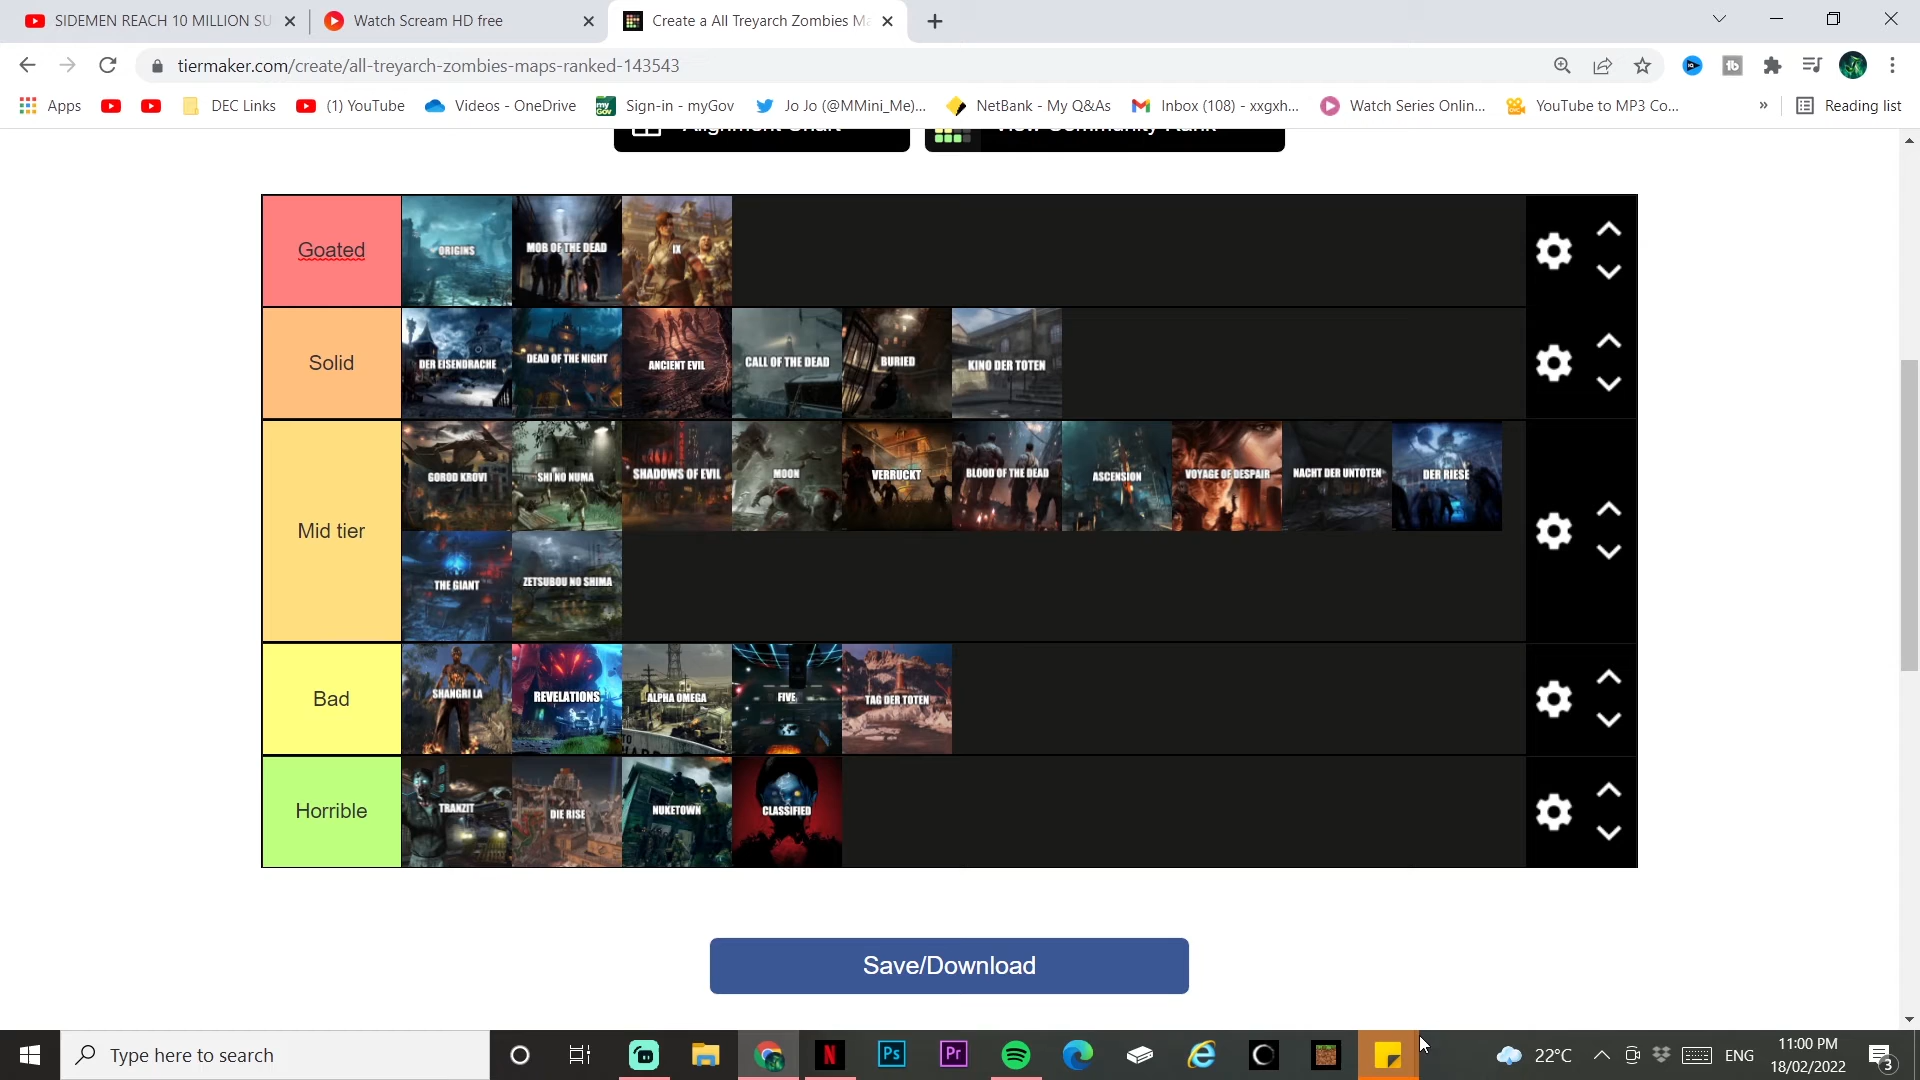 SIDEMEN REACH 10 MILLION SU
Watch Scream HD free
Create a All Treyarch Zombies Ma
tiermaker.com/create/all-treyarch-zombies-maps-ranked-143543
Apps
DEC Links
(1) YouTube
Videos - OneDrive
Sign-in - myGov
Jo Jo (@MMini_Me)...
NetBank - My Q&As
Inbox (108) - xxgxh...
Watch Series Onlin...
YouTube to MP3 Co...
»
Reading list
Alignment Chart
View Community Rank
Goated
ORIGINS
MOB OF THE DEAD
IX
Solid
DER EISENDRACHE
DEAD OF THE NIGHT
ANCIENT EVIL
CALL OF THE DEAD
BURIED
KINO DER TOTEN
Mid tier
GOROD KROVI
SHI NO NUMA
SHADOWS OF EVIL
MOON
VERRUCKT
BLOOD OF THE DEAD
ASCENSION
VOYAGE OF DESPAIR
NACHT DER UNTOTEN
DER RIESE
THE GIANT
ZETSUBOU NO SHIMA
Bad
SHANGRI LA
REVELATIONS
ALPHA OMEGA
FIVE
TAG DER TOTEN
Horrible
TRANZIT
DIE RISE
NUKETOWN
CLASSIFIED
Save/Download
Type here to search
22°C
ENG
11:00 PM
18/02/2022
3